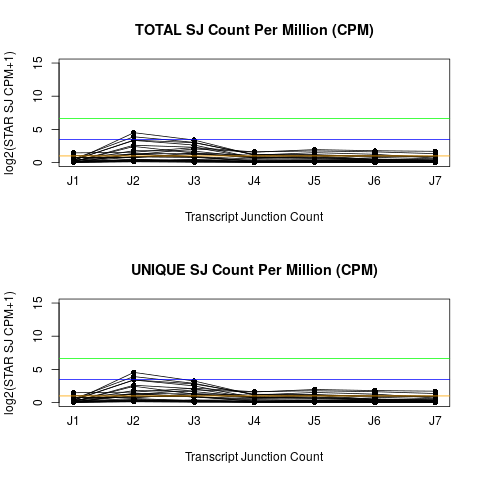 TOTAL SJ Count Per Million (CPM)
log2(STAR SJ CPM+1)
15
10
5
0
J1 J2 J3 J4 J5 J6 J7
Transcript Junction Count
UNIQUE SJ Count Per Million (CPM)
log2(STAR SJ CPM+1)
15
10
5
0
J1 J2 J3 J4 J5 J6 J7
Transcript Junction Count